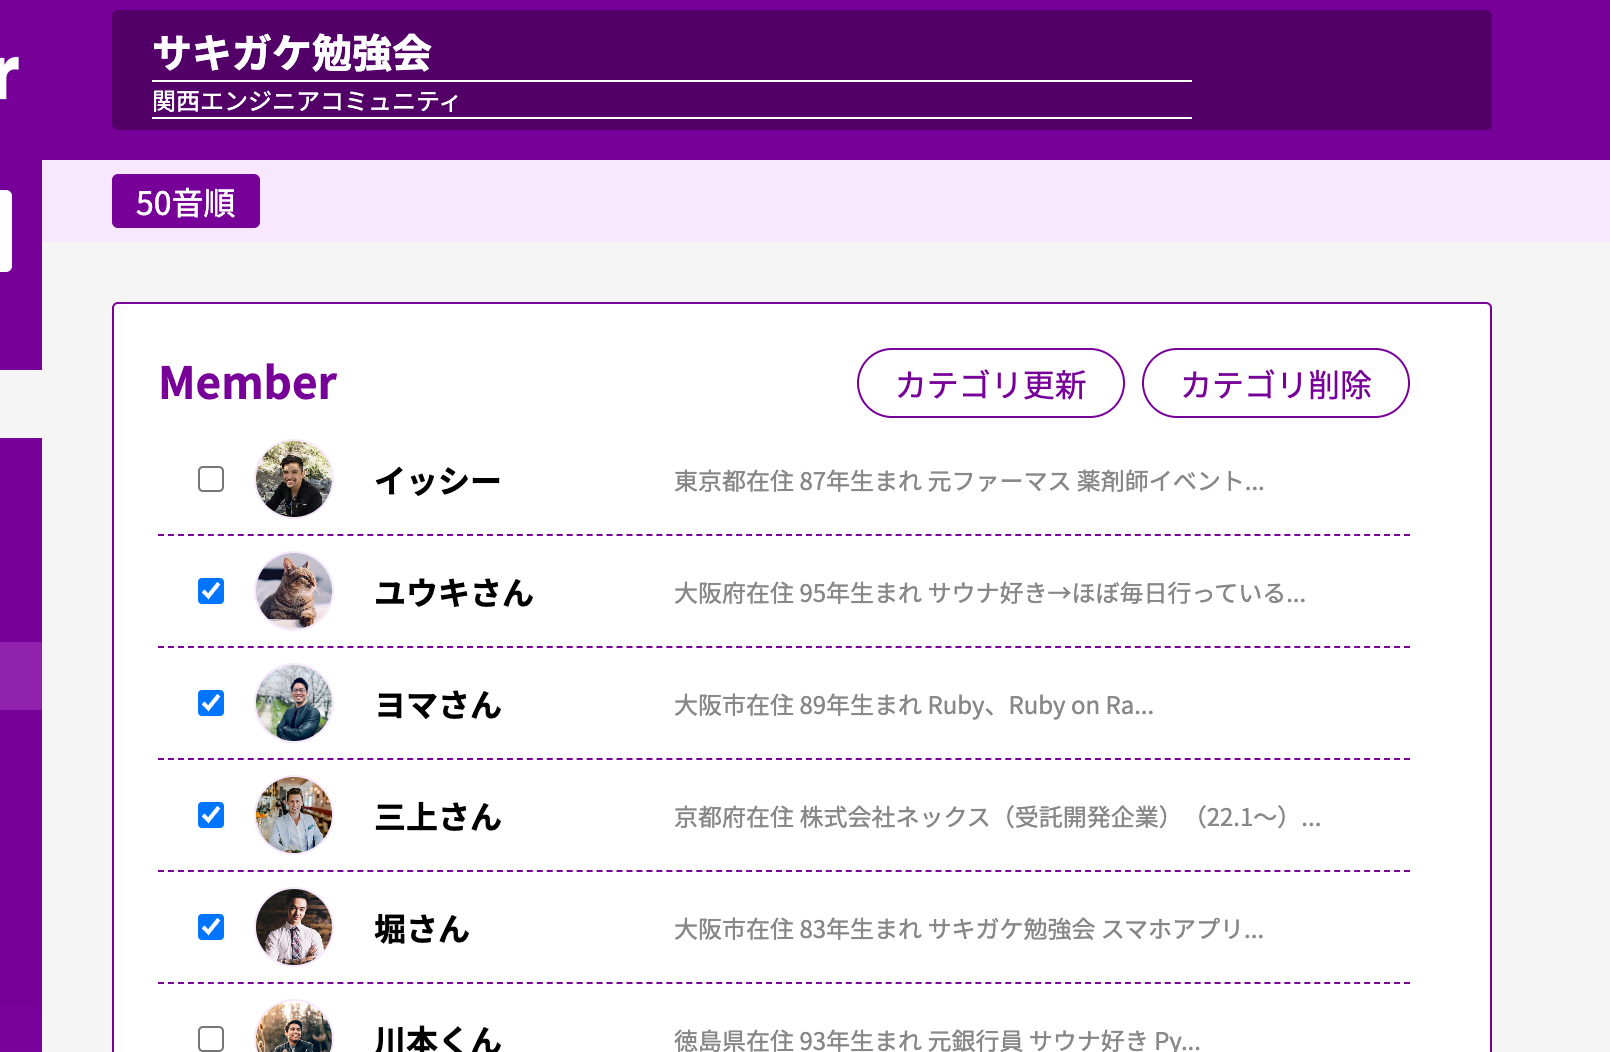 r
サキガケ勉強会
関西エンジニアコミュニティ
50音順
Member
カテゴリ更新
カテゴリ削除
イッシー
東京都在住 87年生まれ 元ファーマス 薬剤師イベント...
ユウキさん
大阪府在住 95年生まれ サウナ好き→ほぼ毎日行っている...
ヨマさん
大阪市在住 89年生まれ Ruby、Ruby on Ra...
三上さん
京都府在住 株式会社ネックス（受託開発企業）（22.1〜）...
堀さん
大阪市在住 83年生まれ サキガケ勉強会 スマホアプリ...
川本くん
徳島県在住 93年生まれ 元銀行員 サウナ好き Py...